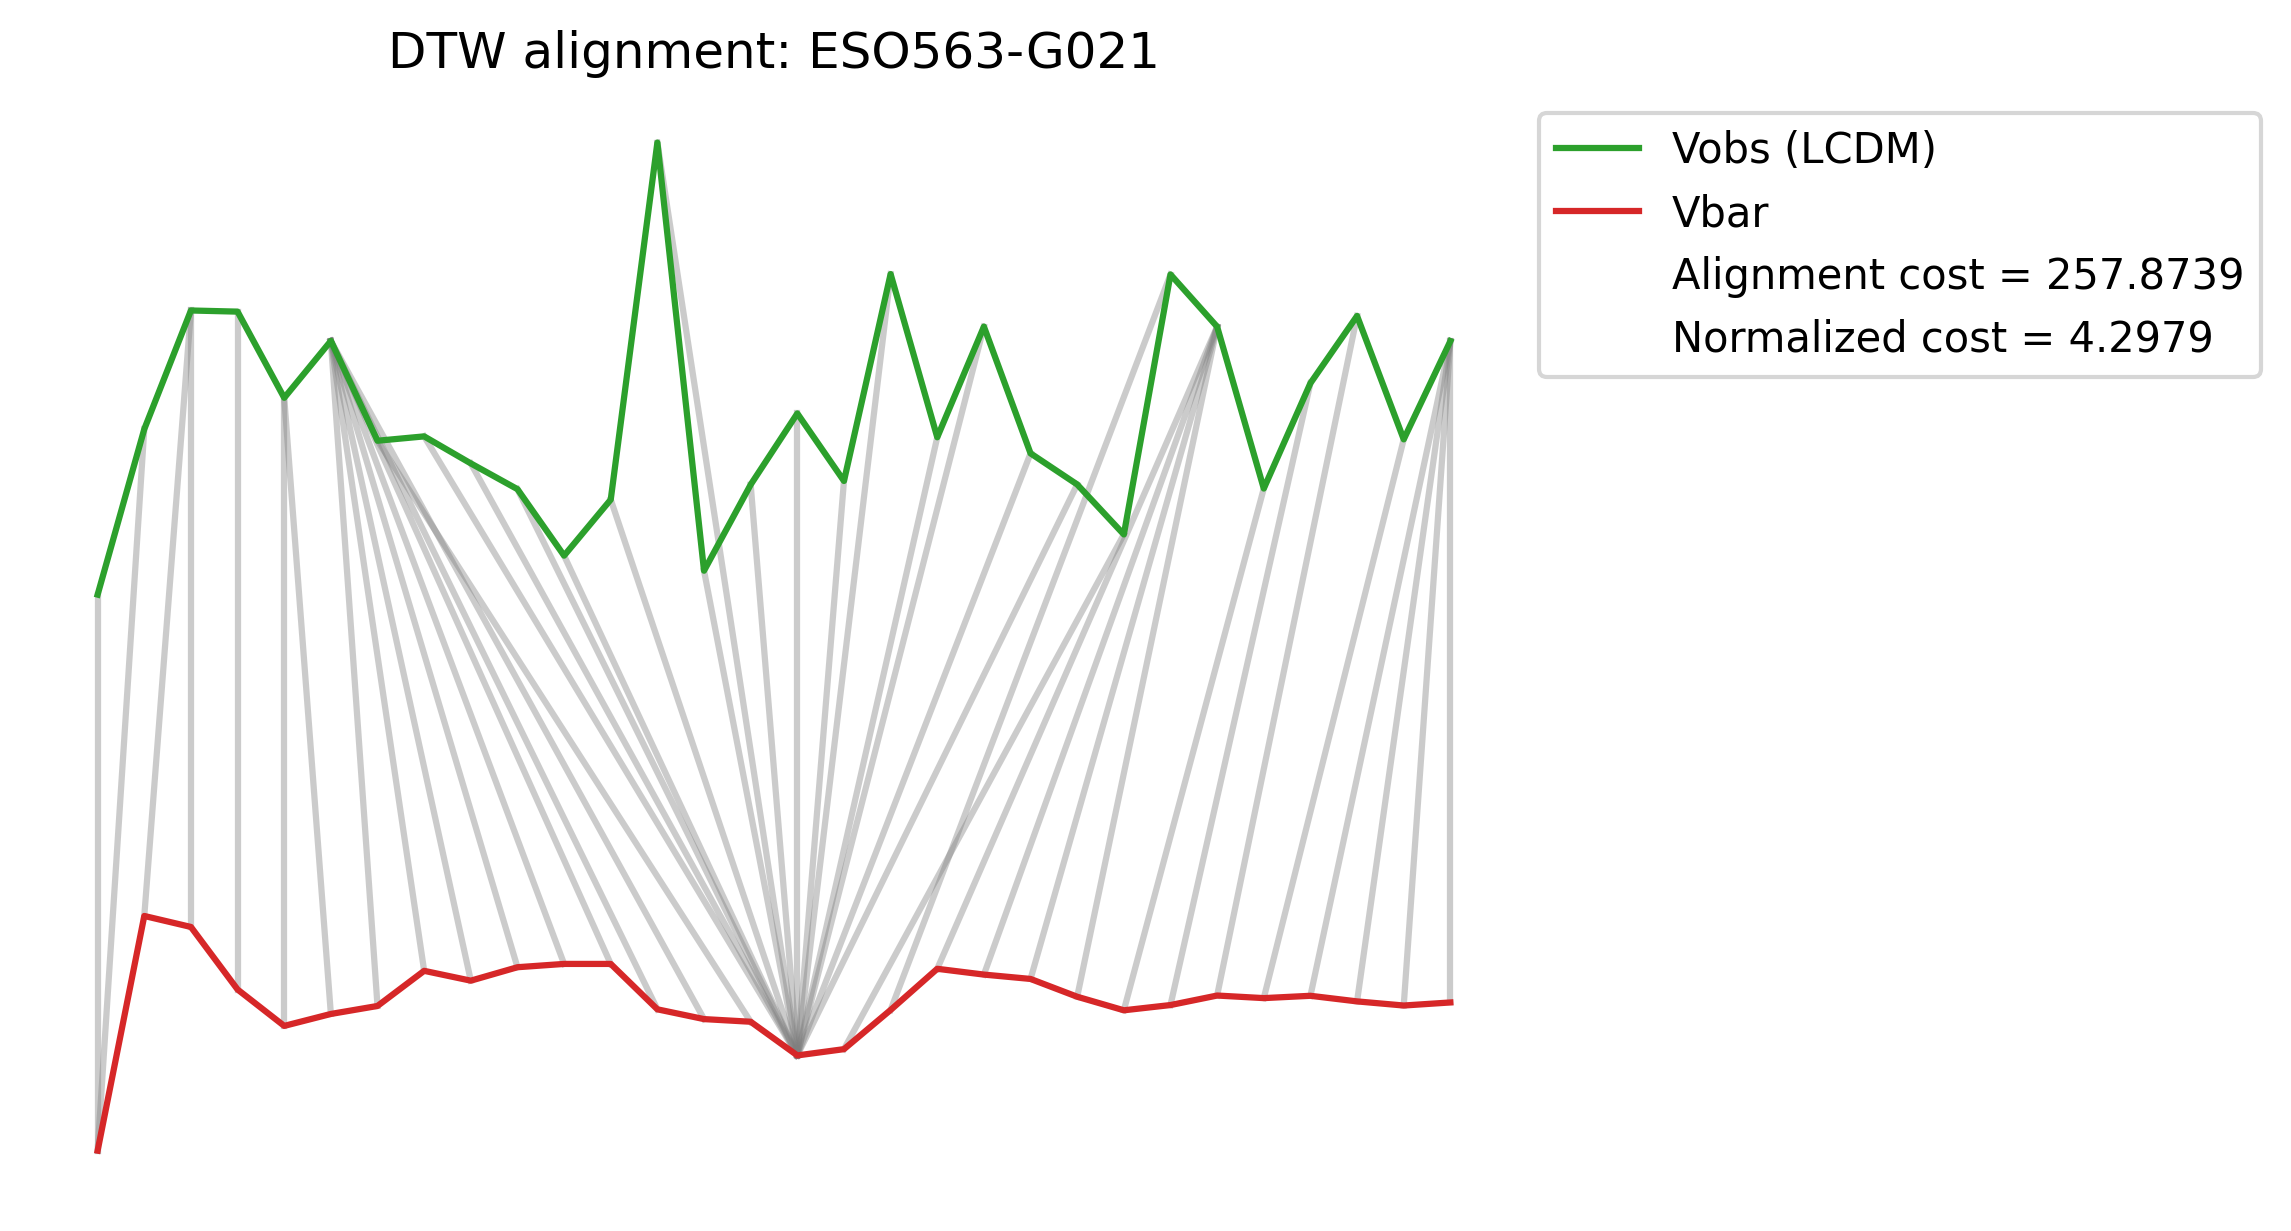 DTW alignment: ESO563-G021
Vobs (LCDM)
Vbar
Alignment cost = 257.8739
Normalized cost = 4.2979